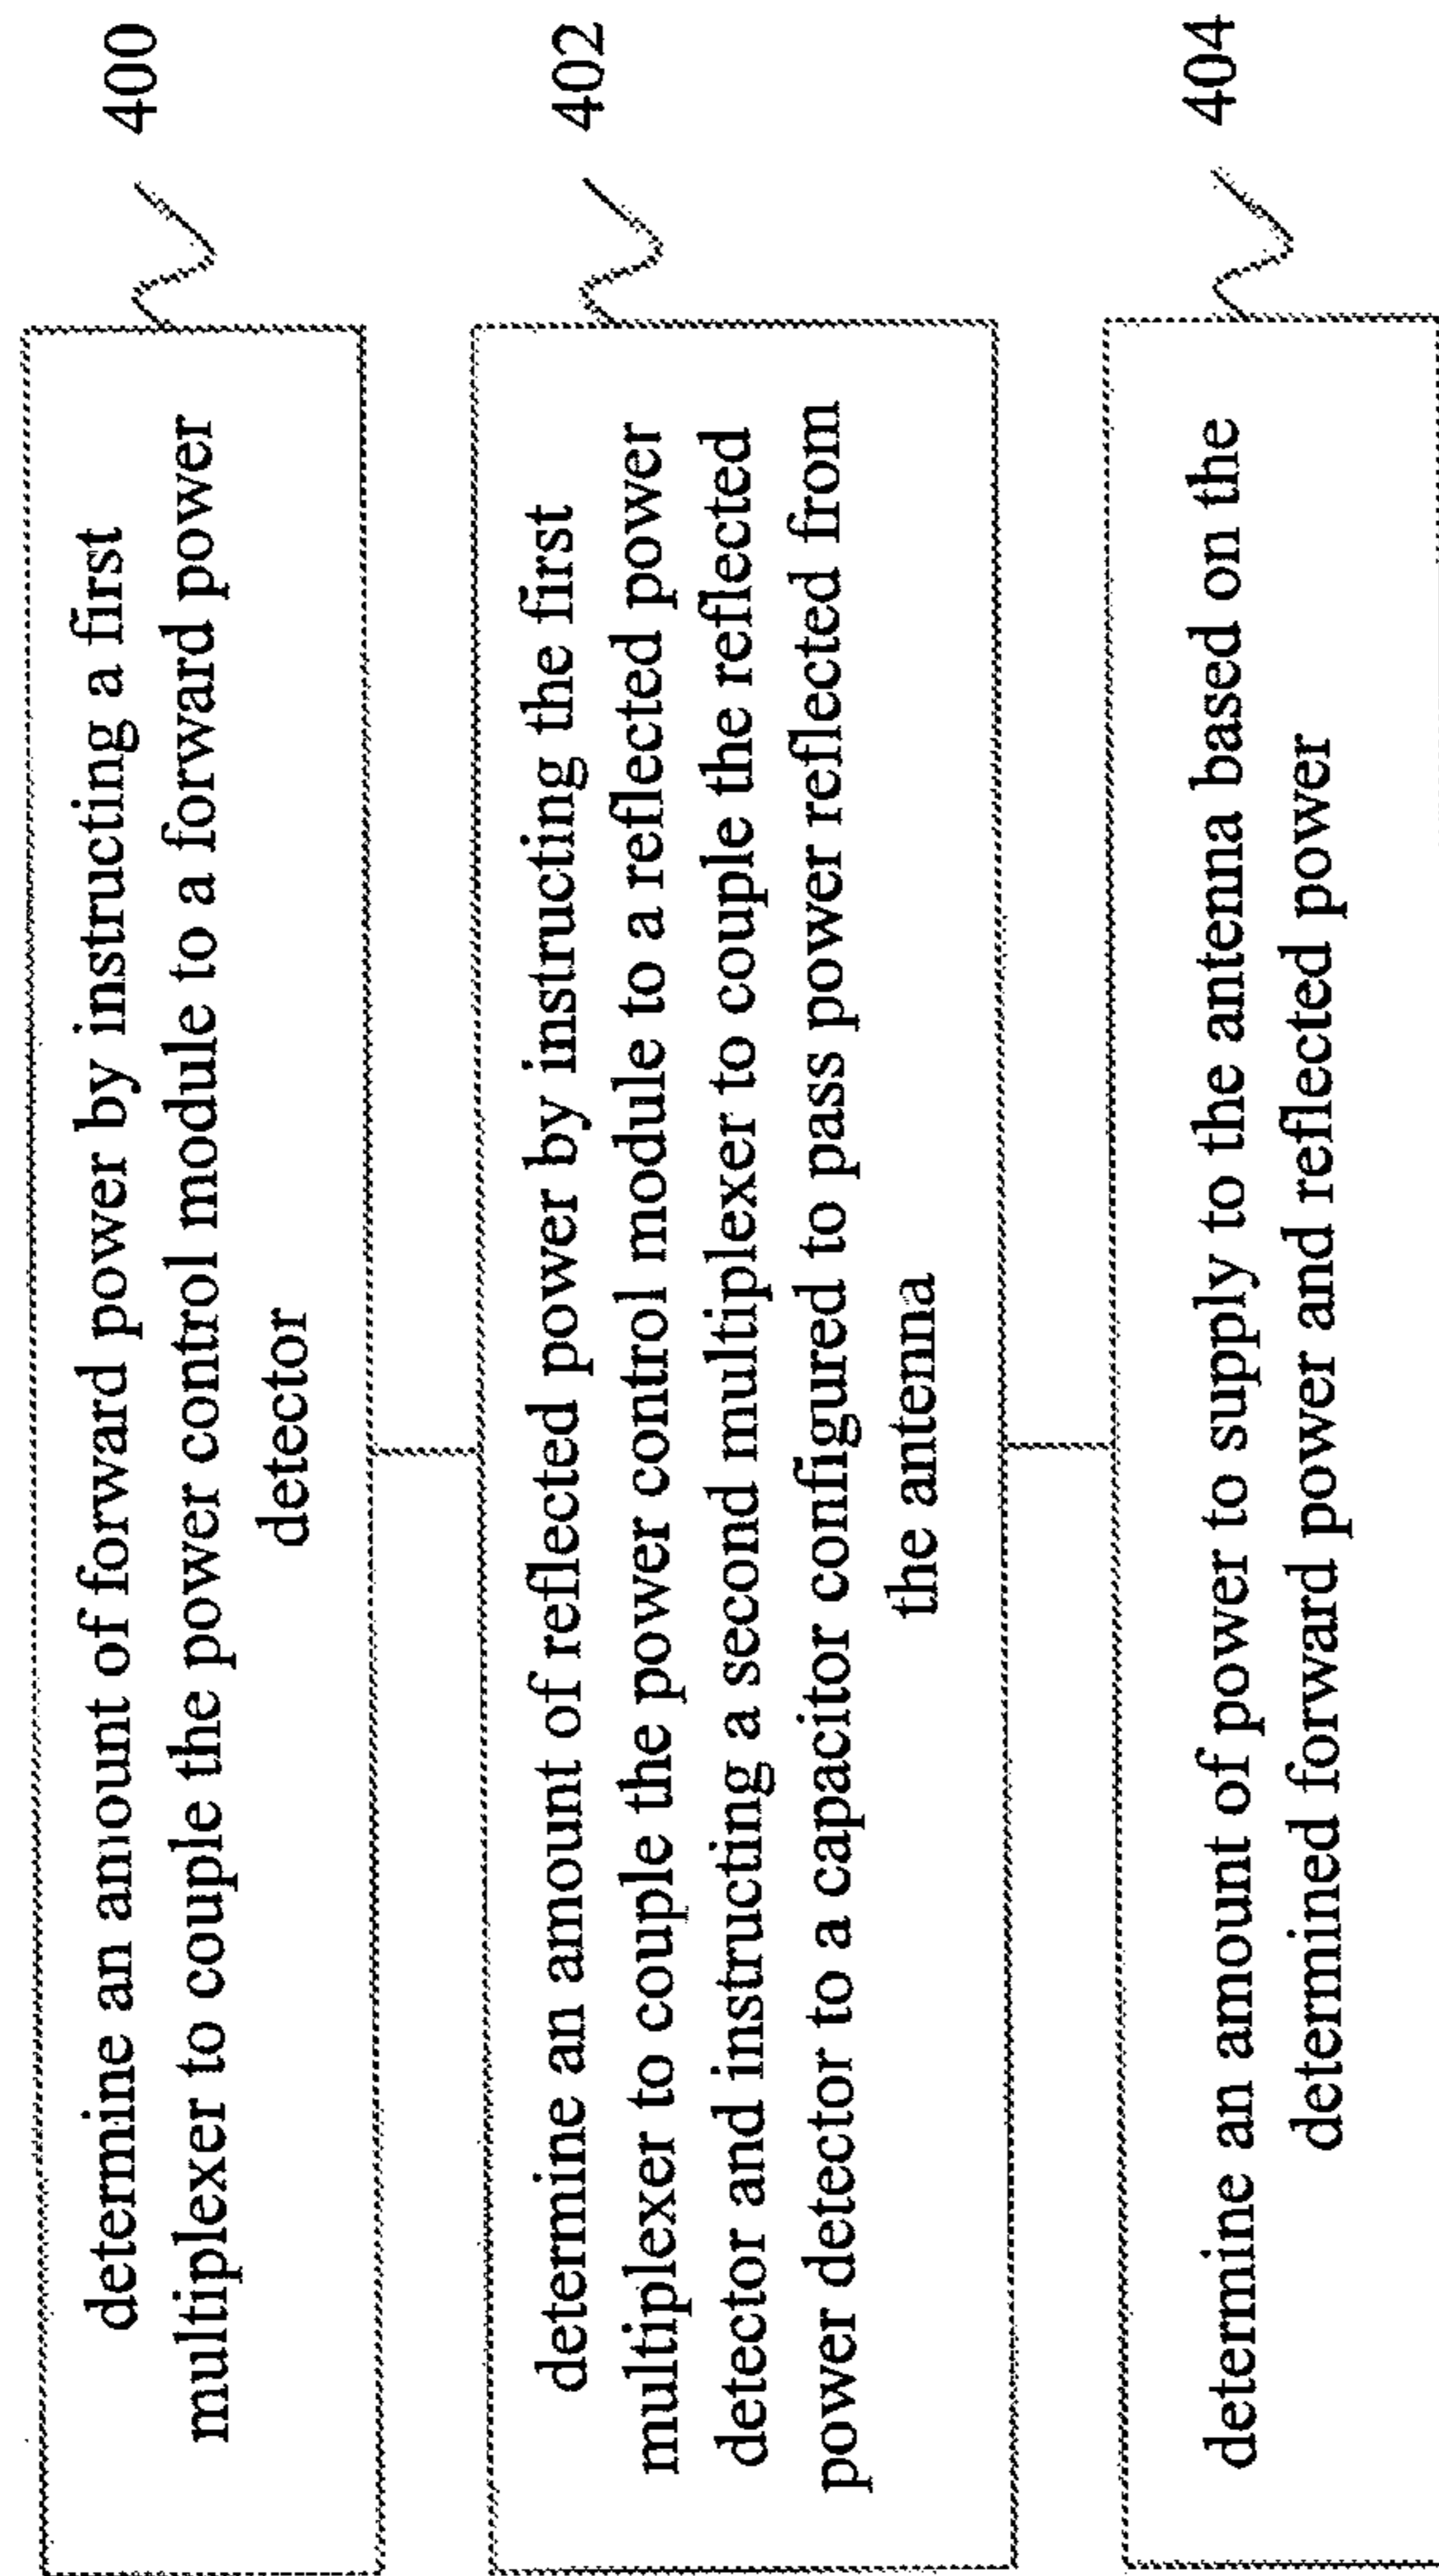 determine an amount of forward power by instructing a first
multiplexer to couple the power control module to a forward power
detector
400
determine an amount of reflected power by instructing the first
multiplexer to couple the power control module to a reflected power
detector and instructing a second multiplexer to couple the reflected
power detector to a capacitor configured to pass power reflected from
the antenna
402
determine an amount of power to supply to the antenna based on the
determined forward power and reflected power
404